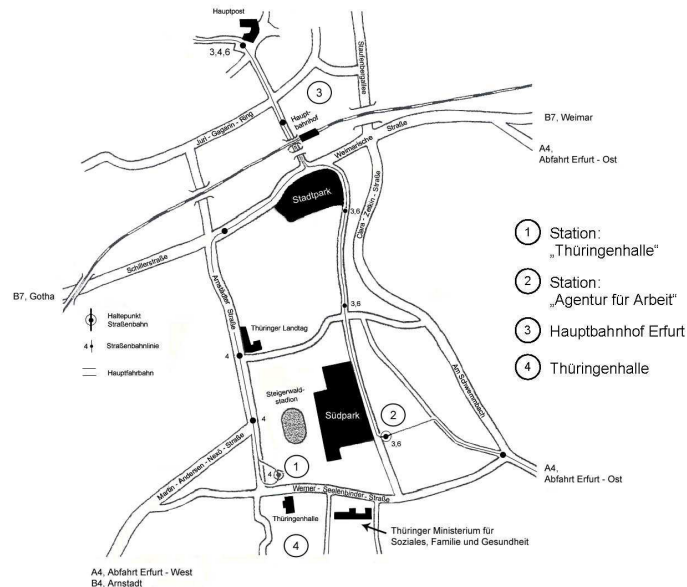 Hauptpost
3,4,6
Stauffenbergallee
3
Haupt-
bahnhof
Juri - Gagarin - Ring
B7, Weimar
Weimarische Straße
A4,
Abfahrt Erfurt - Ost
Stadtpark
3,6
Clara - Zetkin - Straße
1 Station:
„Thüringenhalle“
2 Station:
„Agentur für Arbeit“
3 Hauptbahnhof Erfurt
4 Thüringenhalle
Schillerstraße
B7, Gotha
Arnstädter Straße
3,6
Haltepunkt
Straßenbahn
4 Straßenbahnlinie
Hauptfahrbahn
Thüringer Landtag
4
Am Schwemmbach
Steigerwald-
stadion
Südpark
2
3,6
4
Martin - Andersen - Nexö - Straße
4
1
A4,
Abfahrt Erfurt - Ost
Werner - Seelenbinder - Straße
Thüringenhalle
Thüringer Ministerium für
Soziales, Familie und Gesundheit
4
A4, Abfahrt Erfurt - West
B4, Arnstadt